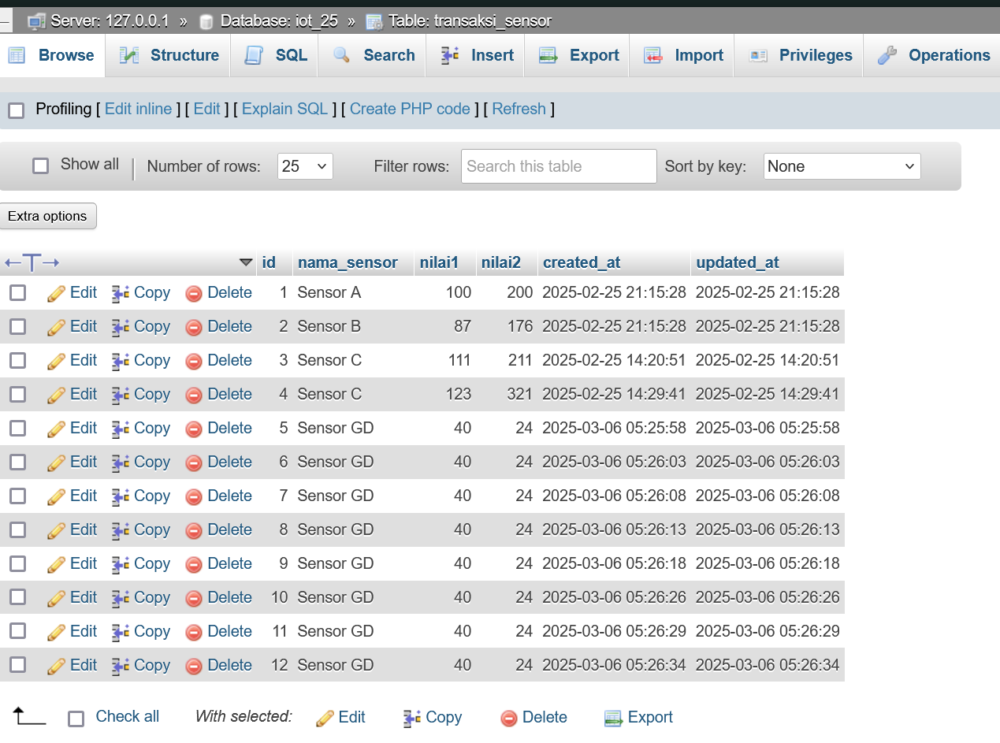 Server: 127.0.0.1 » Database: iot_25 » Table: transaksi_sensor
Browse Structure SQL Search Insert Export Import Privileges Operations
Profiling [ Edit inline ] [ Edit ] [ Explain SQL ] [ Create PHP code ] [ Refresh ]
Show all Number of rows: 25 Filter rows: Search this table Sort by key: None
Extra options
id nama_sensor nilai1 nilai2 created_at updated_at
Edit Copy Delete 1 Sensor A 100 200 2025-02-25 21:15:28 2025-02-25 21:15:28
Edit Copy Delete 2 Sensor B 87 176 2025-02-25 21:15:28 2025-02-25 21:15:28
Edit Copy Delete 3 Sensor C 111 211 2025-02-25 14:20:51 2025-02-25 14:20:51
Edit Copy Delete 4 Sensor C 123 321 2025-02-25 14:29:41 2025-02-25 14:29:41
Edit Copy Delete 5 Sensor GD 40 24 2025-03-06 05:25:58 2025-03-06 05:25:58
Edit Copy Delete 6 Sensor GD 40 24 2025-03-06 05:26:03 2025-03-06 05:26:03
Edit Copy Delete 7 Sensor GD 40 24 2025-03-06 05:26:08 2025-03-06 05:26:08
Edit Copy Delete 8 Sensor GD 40 24 2025-03-06 05:26:13 2025-03-06 05:26:13
Edit Copy Delete 9 Sensor GD 40 24 2025-03-06 05:26:18 2025-03-06 05:26:18
Edit Copy Delete 10 Sensor GD 40 24 2025-03-06 05:26:26 2025-03-06 05:26:26
Edit Copy Delete 11 Sensor GD 40 24 2025-03-06 05:26:29 2025-03-06 05:26:29
Edit Copy Delete 12 Sensor GD 40 24 2025-03-06 05:26:34 2025-03-06 05:26:34
Check all With selected: Edit Copy Delete Export